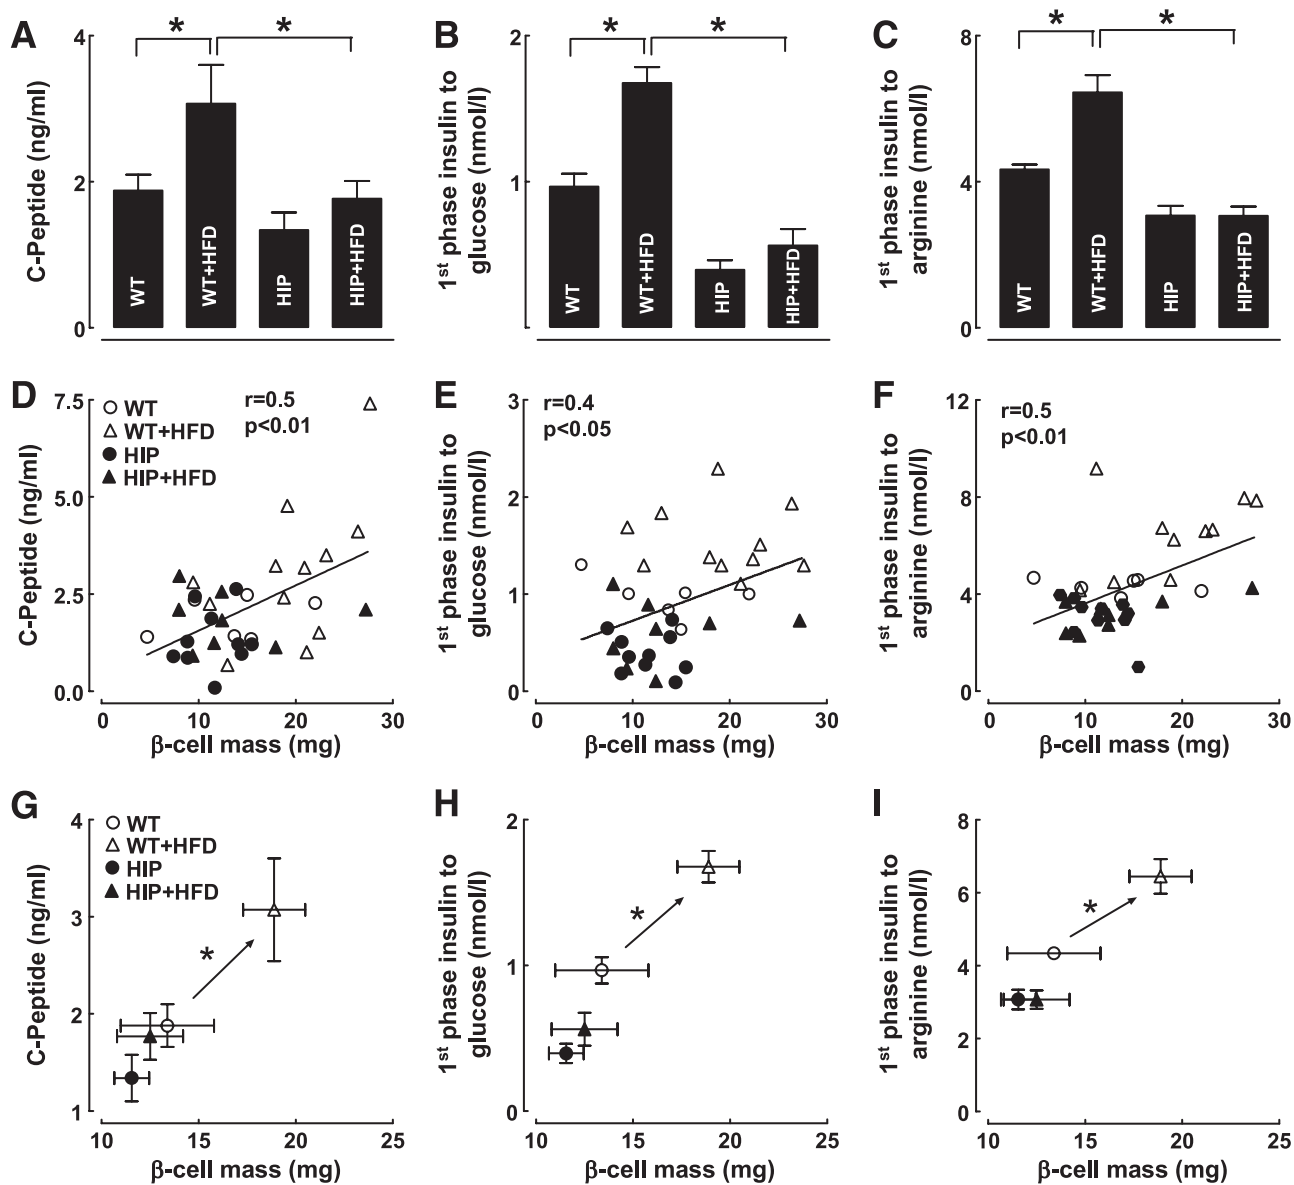 A
*
*
4
2
0
C-Peptide (ng/ml)
WT
WT+HFD
HIP
HIP+HFD
B
*
*
2
1
1st phase insulin to
glucose (nmol/l)
WT
WT+HFD
HIP
HIP+HFD
C
*
*
8
4
0
1st phase insulin to
arginine (nmol/l)
WT
WT+HFD
HIP
HIP+HFD
D
7.5
5.0
2.5
0.0
C-Peptide (ng/ml)
WT
WT+HFD
HIP
HIP+HFD
r=0.5
p<0.01
0 10 20 30
β-cell mass (mg)
E
3
2
1
0
1st phase insulin to
glucose (nmol/l)
r=0.4
p<0.05
0 10 20 30
β-cell mass (mg)
F
12
8
4
0
1st phase insulin to
arginine (nmol/l)
r=0.5
p<0.01
0 10 20 30
β-cell mass (mg)
G
4
3
2
1
C-Peptide (ng/ml)
WT
WT+HFD
HIP
HIP+HFD
*
10 15 20 25
β-cell mass (mg)
H
2
1
0
1st phase insulin to
glucose (nmol/l)
*
10 15 20 25
β-cell mass (mg)
I
8
6
4
2
0
1st phase insulin to
arginine (nmol/l)
*
10 15 20 25
β-cell mass (mg)